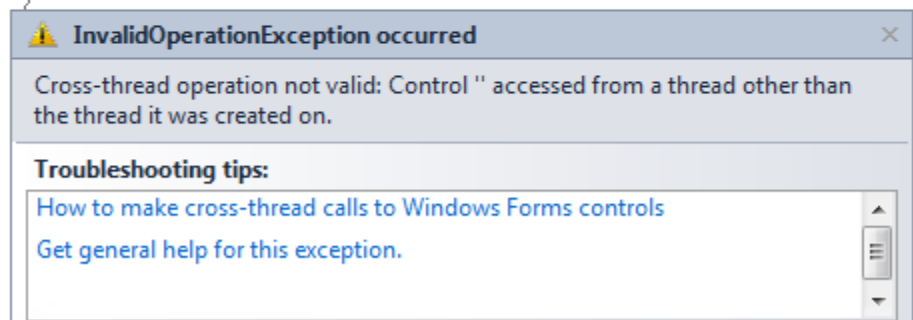 InvalidOperationException occurred
Cross-thread operation not valid: Control '' accessed from a thread other than
the thread it was created on.
Troubleshooting tips:
How to make cross-thread calls to Windows Forms controls
Get general help for this exception.